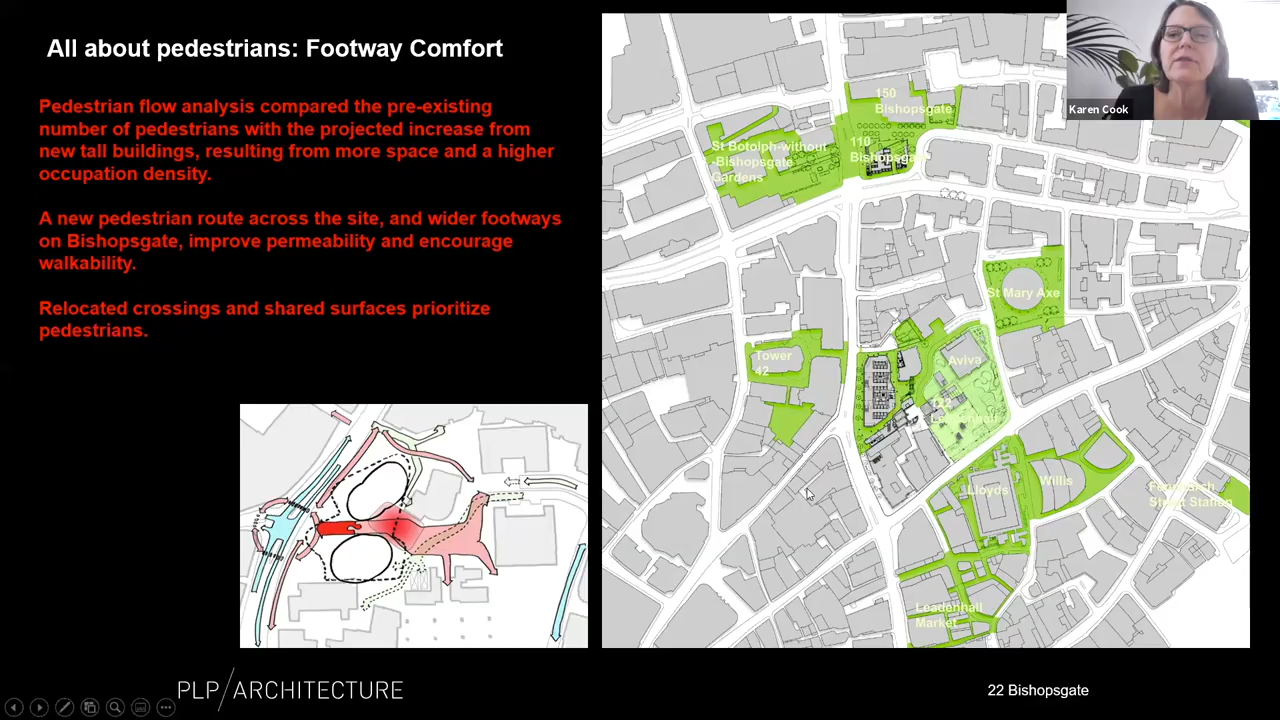 All about pedestrians: Footway Comfort
Pedestrian flow analysis compared the pre-existing
number of pedestrians with the projected increase from
new tall buildings, resulting from more space and a higher
occupation density.
A new pedestrian route across the site, and wider footways
on Bishopsgate, improve permeability and encourage
walkability.
Relocated crossings and shared surfaces prioritize
pedestrians.
Karen Cook
150
Bishopsgate
110
Bishopsgate
St Botolph-without
-Bishopsgate
Gardens
St Mary Axe
Tower
42
Aviva
Lloyds
Willis
Fenchurch
Street Station
Leadenhall
Market
PLP/ARCHITECTURE
22 Bishopsgate